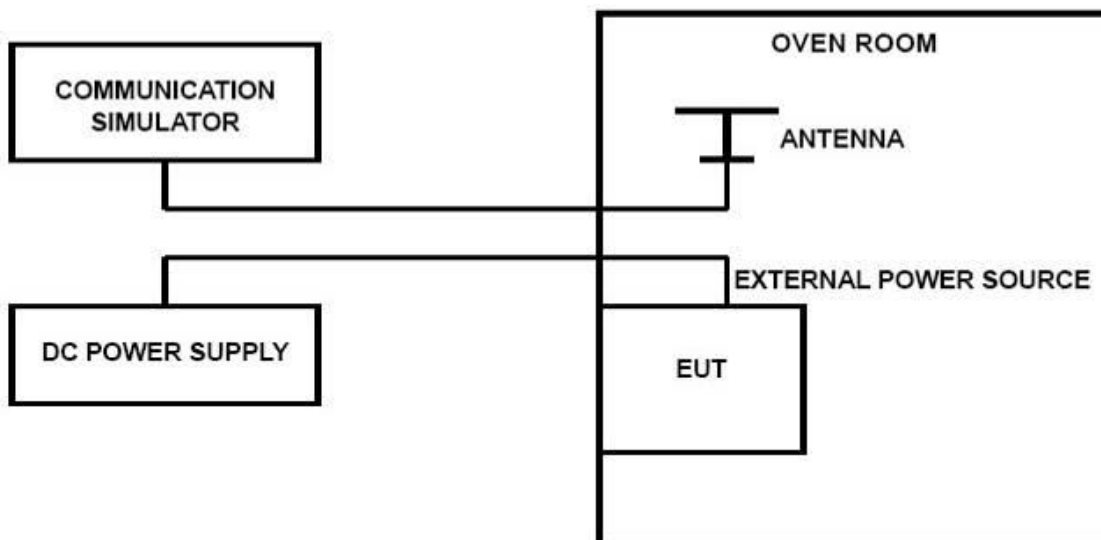 OVEN ROOM
COMMUNICATION
SIMULATOR
ANTENNA
EXTERNAL POWER SOURCE
DC POWER SUPPLY
EUT